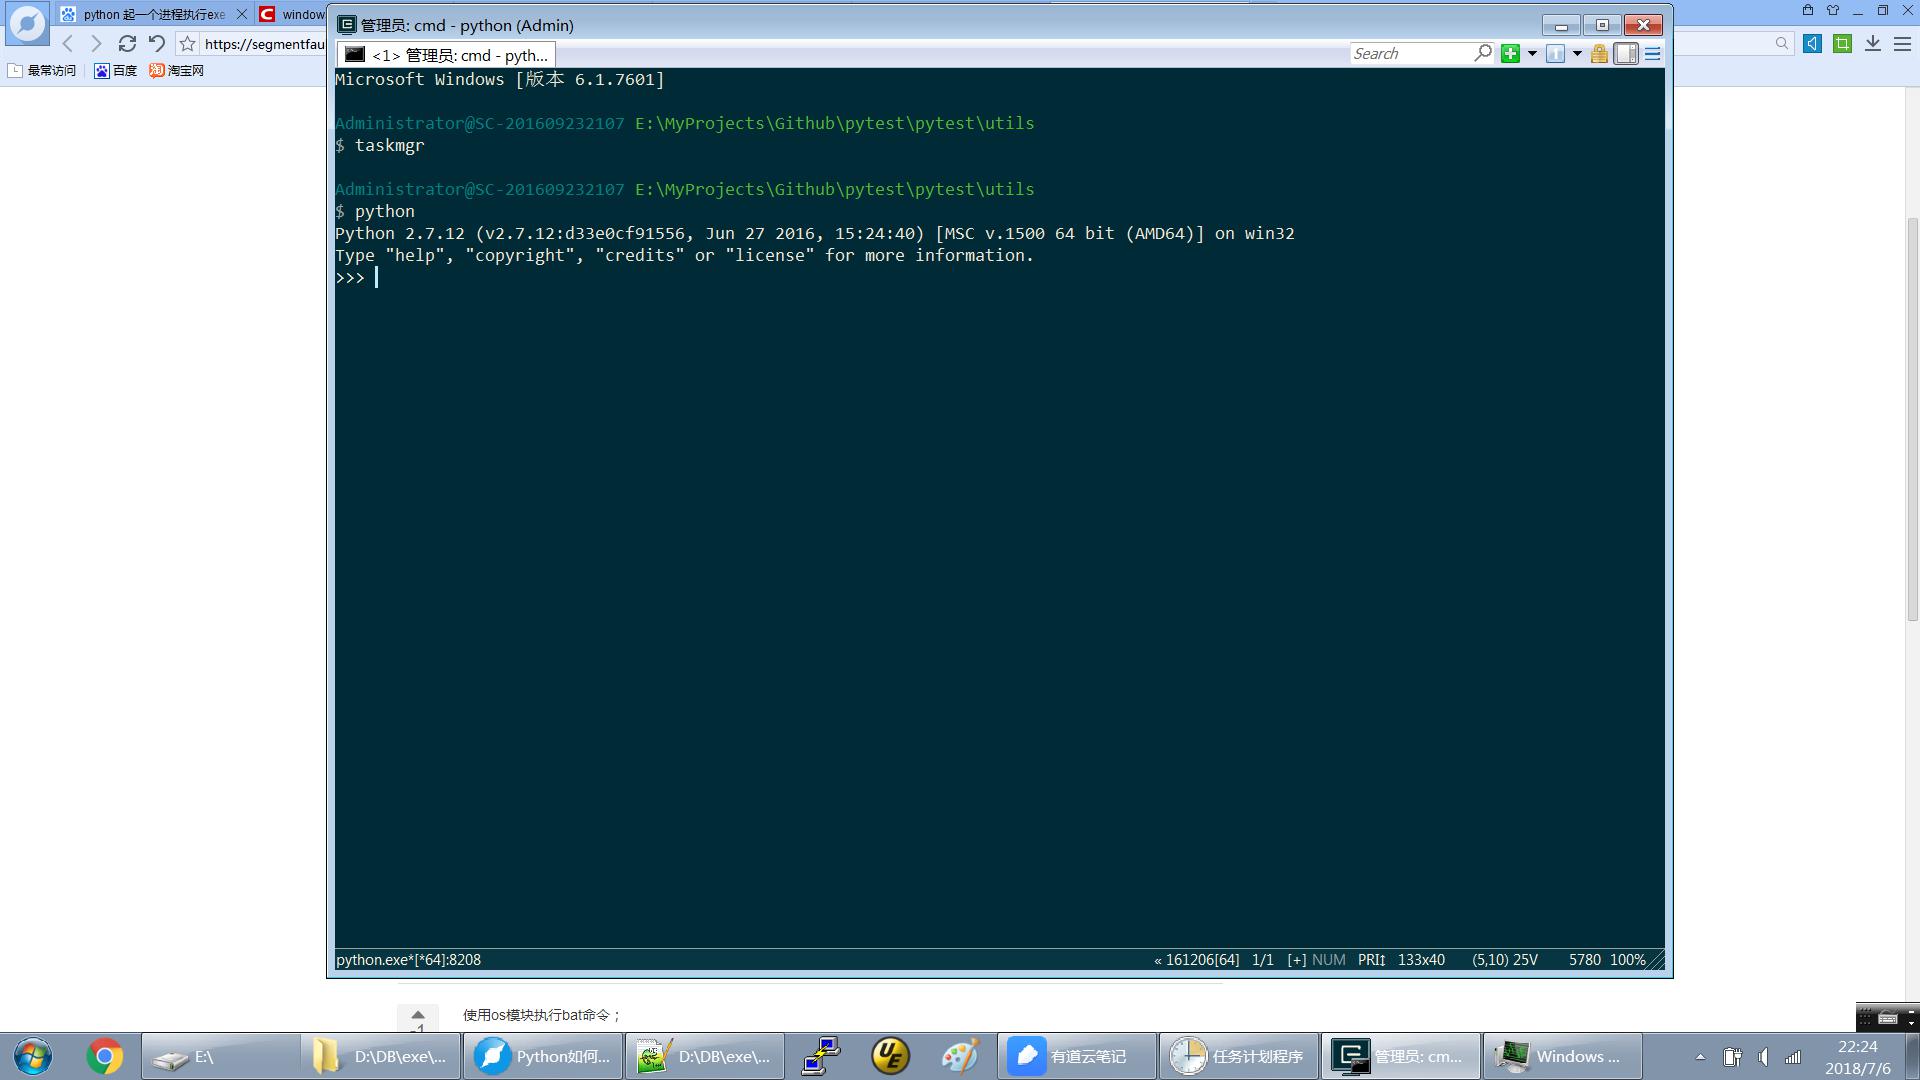 python 起一个进程执行exe
window
https://segmentfau
最常访问
百度
淘宝网
管理员: cmd - python (Admin)
<1> 管理员: cmd - pyth...
Search
Microsoft Windows [版本 6.1.7601]
Administrator@SC-201609232107 E:\MyProjects\Github\pytest\pytest\utils
$ taskmgr
Administrator@SC-201609232107 E:\MyProjects\Github\pytest\pytest\utils
$ python
Python 2.7.12 (v2.7.12:d33e0cf91556, Jun 27 2016, 15:24:40) [MSC v.1500 64 bit (AMD64)] on win32
Type "help", "copyright", "credits" or "license" for more information.
>>>
python.exe*[*64]:8208
« 161206[64] 1/1 [+] NUM PRI↕ 133x40 (5,10) 25V 5780 100%
-1
使用os模块执行bat命令；
E:\
D:\DB\exe\...
Python如何...
D:\DB\exe\...
UE
有道云笔记
任务计划程序
管理员: cm...
Windows ...
22:24
2018/7/6